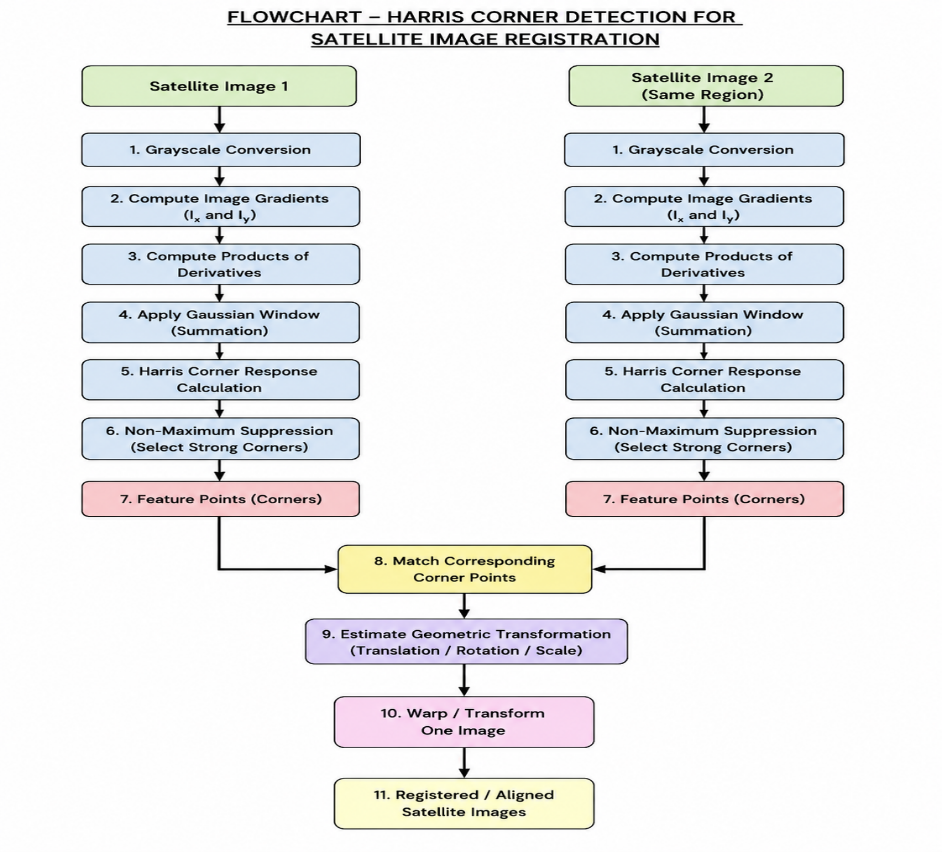 FLOWCHART – HARRIS CORNER DETECTION FOR
SATELLITE IMAGE REGISTRATION
Satellite Image 1
1. Grayscale Conversion
2. Compute Image Gradients
(Iₓ and Iᵧ)
3. Compute Products of
Derivatives
4. Apply Gaussian Window
(Summation)
5. Harris Corner Response
Calculation
6. Non-Maximum Suppression
(Select Strong Corners)
7. Feature Points (Corners)
Satellite Image 2
(Same Region)
1. Grayscale Conversion
2. Compute Image Gradients
(Iₓ and Iᵧ)
3. Compute Products of
Derivatives
4. Apply Gaussian Window
(Summation)
5. Harris Corner Response
Calculation
6. Non-Maximum Suppression
(Select Strong Corners)
7. Feature Points (Corners)
8. Match Corresponding
Corner Points
9. Estimate Geometric Transformation
(Translation / Rotation / Scale)
10. Warp / Transform
One Image
11. Registered / Aligned
Satellite Images